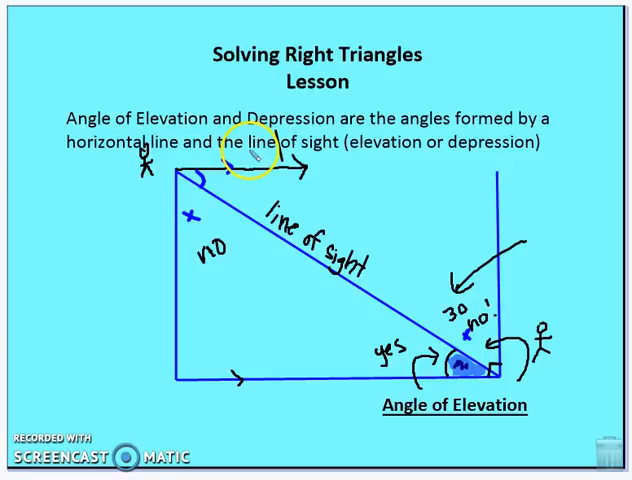 Solving Right Triangles
Lesson
Angle of Elevation and Depression are the angles formed by a
horizontal line and the line of sight (elevation or depression)
line of sight
no
30
no!
yes
Angle of Elevation
RECORDED WITH
SCREENCAST MATIC